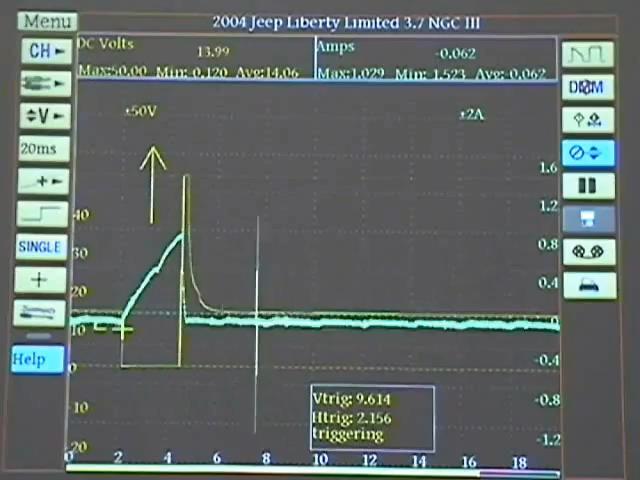 Menu
2004 Jeep Liberty Limited 3.7 NGC III
CH
DC Volts
13.99
Max:50.00 Min:-0.120 Avg:14.06
Amps
-0.062
Max:1.029 Min:-1.523 Avg:-0.062
V
20ms
SINGLE
Help
±50V
±2A
40
30
20
10
0
-10
-20
1.6
1.2
0.8
0.4
0
-0.4
-0.8
-1.2
Vtrig: 9.614
Htrig: 2.156
triggering
0 2 4 6 8 10 12 14 16 18